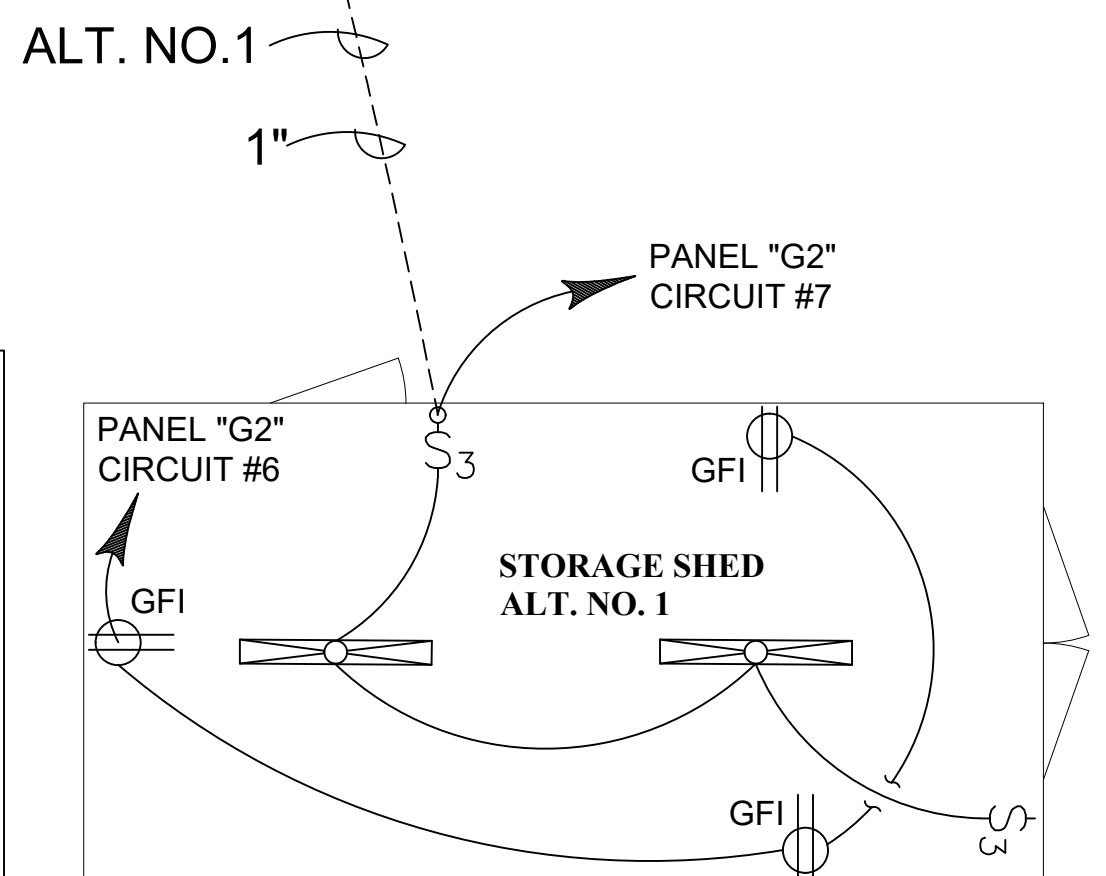 ALT. NO.1
1"
PANEL "G2"
CIRCUIT #7
PANEL "G2"
CIRCUIT #6
S3
GFI
STORAGE SHED
ALT. NO. 1
GFI
GFI
S3